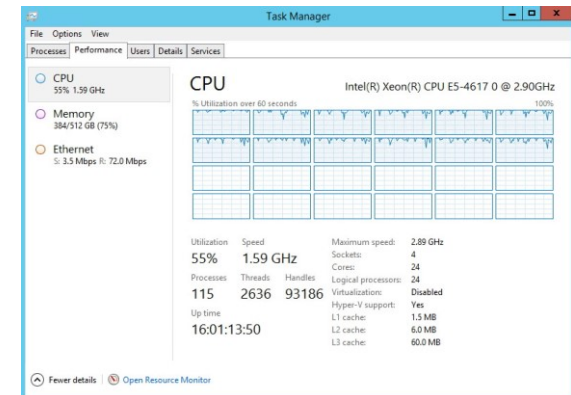 Task Manager
File Options View
Processes Performance Users Details Services
CPU
55% 1.59 GHz
Memory
384/512 GB (75%)
Ethernet
S: 3.5 Mbps R: 72.0 Mbps
CPU Intel(R) Xeon(R) CPU E5-4617 0 @ 2.90GHz
% Utilization over 60 seconds 100%
Utilization Speed Maximum speed: 2.89 GHz
55% 1.59 GHz Sockets: 4
Cores: 24
Processes Threads Handles Logical processors: 24
115 2636 93186 Virtualization: Disabled
Hyper-V support: Yes
Up time L1 cache: 1.5 MB
16:01:13:50 L2 cache: 6.0 MB
L3 cache: 60.0 MB
Fewer details Open Resource Monitor